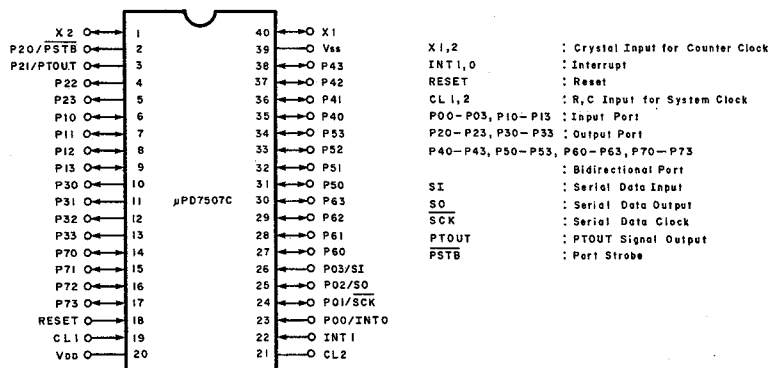 X2 1 40 X1
P20/PSTB 2 39 Vss
P21/PTOUT 3 38 P43
P22 4 37 P42
P23 5 36 P41
P10 6 35 P40
P11 7 34 P53
P12 8 33 P52
P13 9 32 P51
P30 10 31 P50
P31 11 μPD7507C 30 P63
P32 12 29 P62
P33 13 28 P61
P70 14 27 P60
P71 15 26 P03/SI
P72 16 25 P02/SO
P73 17 24 P01/SCK
RESET 18 23 P00/INT0
CL1 19 22 INT1
VDD 20 21 CL2
X1,2 : Crystal Input for Counter Clock
INT1,0 : Interrupt
RESET : Reset
CL1,2 : R,C Input for System Clock
P00-P03, P10-P13 : Input Port
P20-P23, P30-P33 : Output Port
P40-P43, P50-P53, P60-P63, P70-P73
: Bidirectional Port
SI : Serial Data Input
SO : Serial Data Output
SCK : Serial Data Clock
PTOUT : PTOUT Signal Output
PSTB : Port Strobe